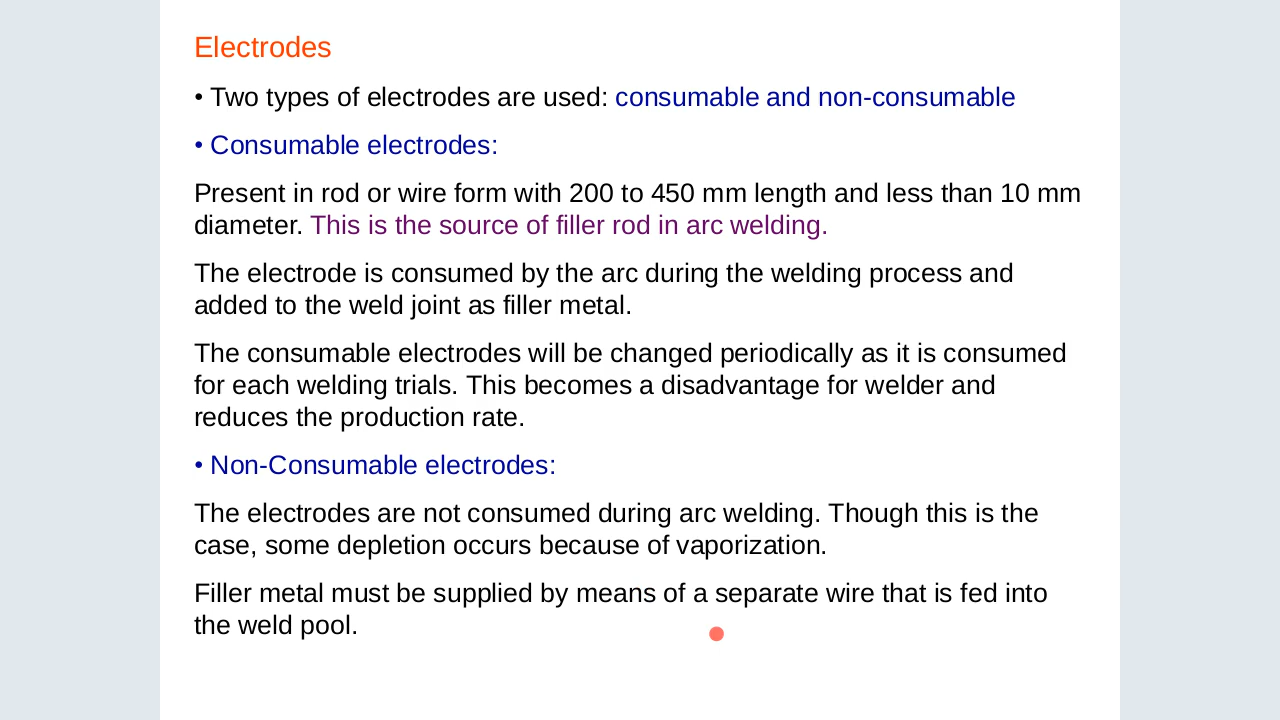 Electrodes
• Two types of electrodes are used: consumable and non-consumable
• Consumable electrodes:
Present in rod or wire form with 200 to 450 mm length and less than 10 mm
diameter. This is the source of filler rod in arc welding.
The electrode is consumed by the arc during the welding process and
added to the weld joint as filler metal.
The consumable electrodes will be changed periodically as it is consumed
for each welding trials. This becomes a disadvantage for welder and
reduces the production rate.
• Non-Consumable electrodes:
The electrodes are not consumed during arc welding. Though this is the
case, some depletion occurs because of vaporization.
Filler metal must be supplied by means of a separate wire that is fed into
the weld pool.